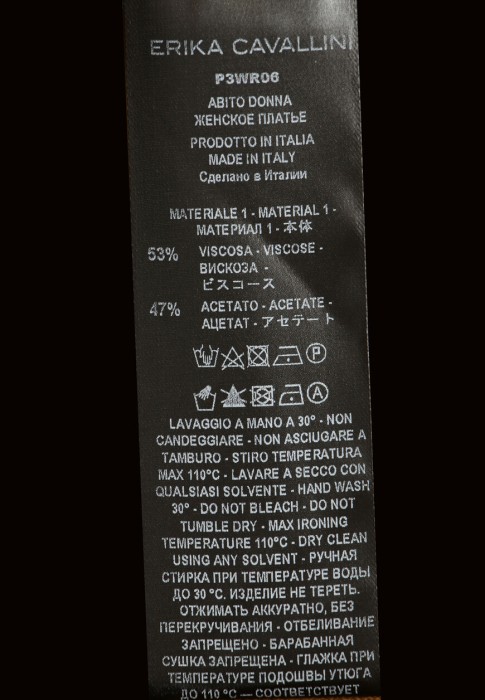 ERIKA CAVALLINI
P3WR06
ABITO DONNA
ЖЕНСКОЕ ПЛАТЬЕ
PRODOTTO IN ITALIA
MADE IN ITALY
Сделано в Италии
MATERIALE 1 - MATERIAL 1 -
МАТЕРИАЛ 1 - 本体
53% VISCOSA - VISCOSE -
ВИСКОЗА -
ビスコース
47% ACETATO - ACETATE -
АЦЕТАТ - アセテート
P
A
LAVAGGIO A MANO A 30° - NON
CANDEGGIARE - NON ASCIUGARE A
TAMBURO - STIRO TEMPERATURA
MAX 110°C - LAVARE A SECCO CON
QUALSIASI SOLVENTE - HAND WASH
30° - DO NOT BLEACH - DO NOT
TUMBLE DRY - MAX IRONING
TEMPERATURE 110°C - DRY CLEAN
USING ANY SOLVENT - РУЧНАЯ
СТИРКА ПРИ ТЕМПЕРАТУРЕ ВОДЫ
ДО 30 °C. ИЗДЕЛИЕ НЕ ТЕРЕТЬ.
ОТЖИМАТЬ АККУРАТНО, БЕЗ
ПЕРЕКРУЧИВАНИЯ - ОТБЕЛИВАНИЕ
ЗАПРЕЩЕНО - БАРАБАННАЯ
СУШКА ЗАПРЕЩЕНА - ГЛАЖКА ПРИ
ТЕМПЕРАТУРЕ ПОДОШВЫ УТЮГА
ДО 110 °C — СООТВЕТСТВУЕТ